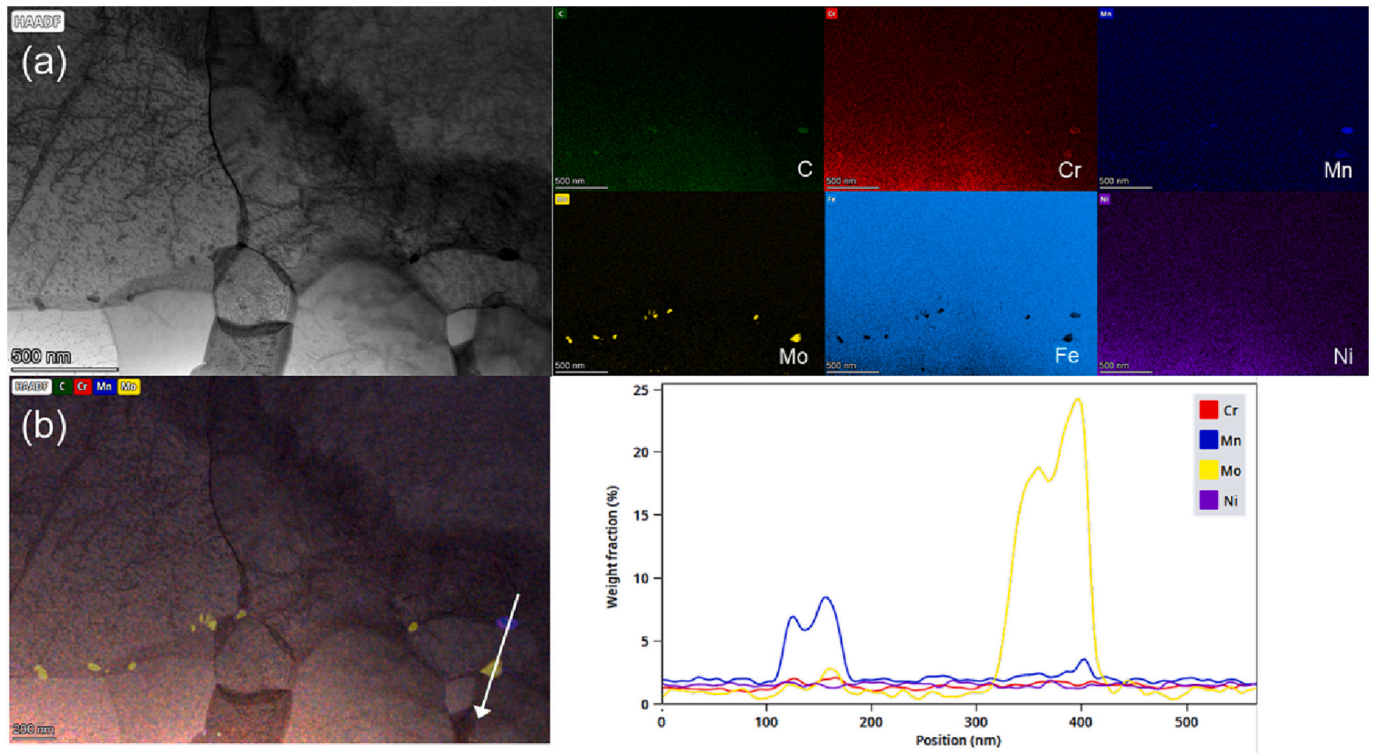 HAADF
(a)
500 nm
C
C
500 nm
Cr
Cr
500 nm
Mn
Mn
500 nm
Mo
500 nm
Fe
Fe
500 nm
Ni
Ni
500 nm
HAADF C Cr Mn Mo
(b)
200 nm
25
20
15
10
5
0
Weight fraction (%)
0 100 200 300 400 500
Position (nm)
Cr
Mn
Mo
Ni